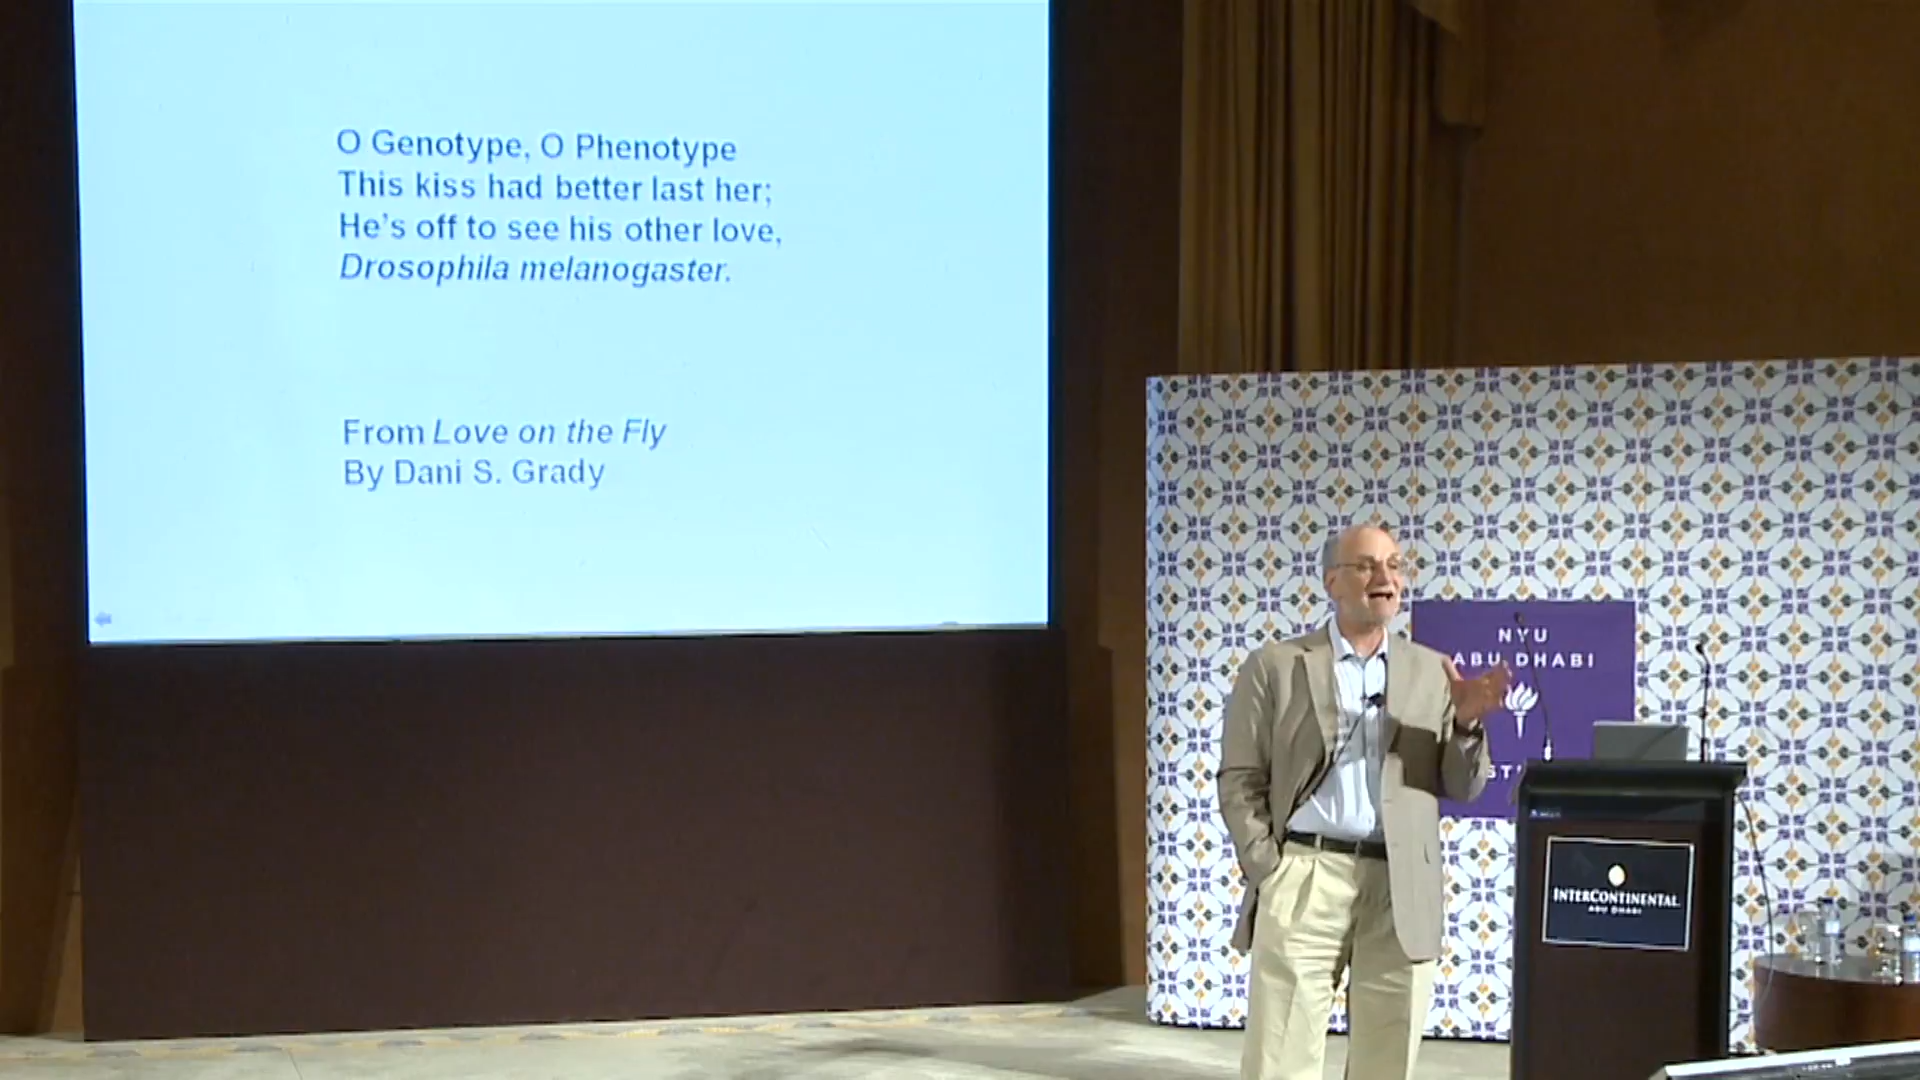 O Genotype, O Phenotype
This kiss had better last her;
He's off to see his other love,
Drosophila melanogaster.
From Love on the Fly
By Dani S. Grady
NYU
ABU DHABI
INTERCONTINENTAL
ABU DHABI